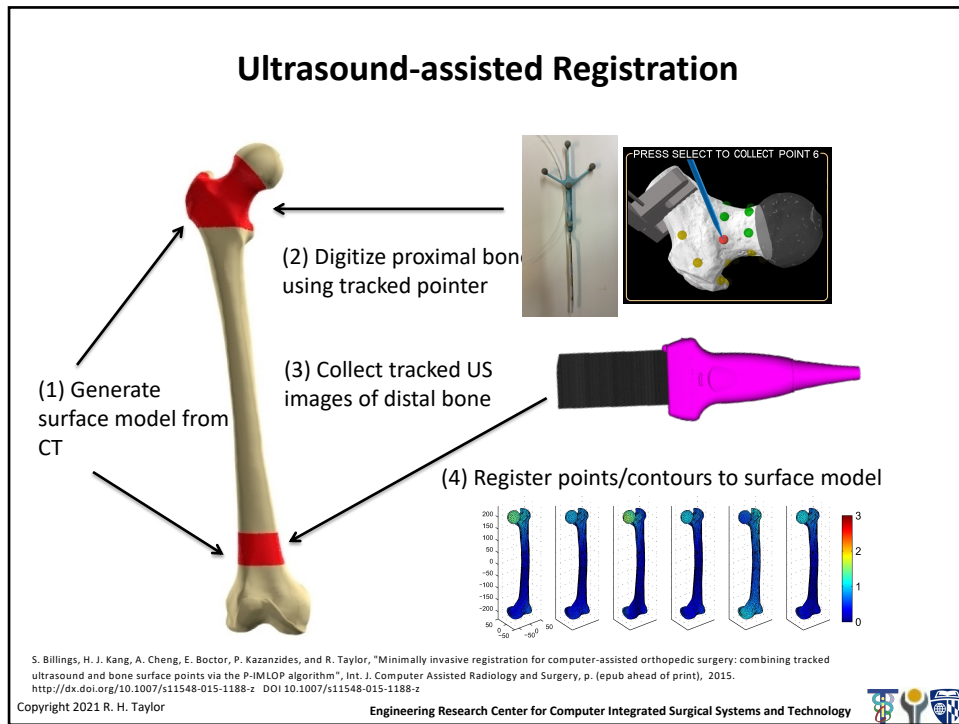 Ultrasound-assisted Registration
PRESS SELECT TO COLLECT POINT 6
(2) Digitize proximal bon
using tracked pointer
(1) Generate
surface model from
CT
(3) Collect tracked US
images of distal bone
(4) Register points/contours to surface model
200
150
100
50
0
-50
-100
-150
-200
50
0
-50
-50
0
50
3
2
1
0
S. Billings, H. J. Kang, A. Cheng, E. Boctor, P. Kazanzides, and R. Taylor, "Minimally invasive registration for computer-assisted orthopedic surgery: combining tracked
ultrasound and bone surface points via the P-IMLOP algorithm", Int. J. Computer Assisted Radiology and Surgery, p. (epub ahead of print), 2015.
http://dx.doi.org/10.1007/s11548-015-1188-z DOI 10.1007/s11548-015-1188-z
Copyright 2021 R. H. Taylor
Engineering Research Center for Computer Integrated Surgical Systems and Technology